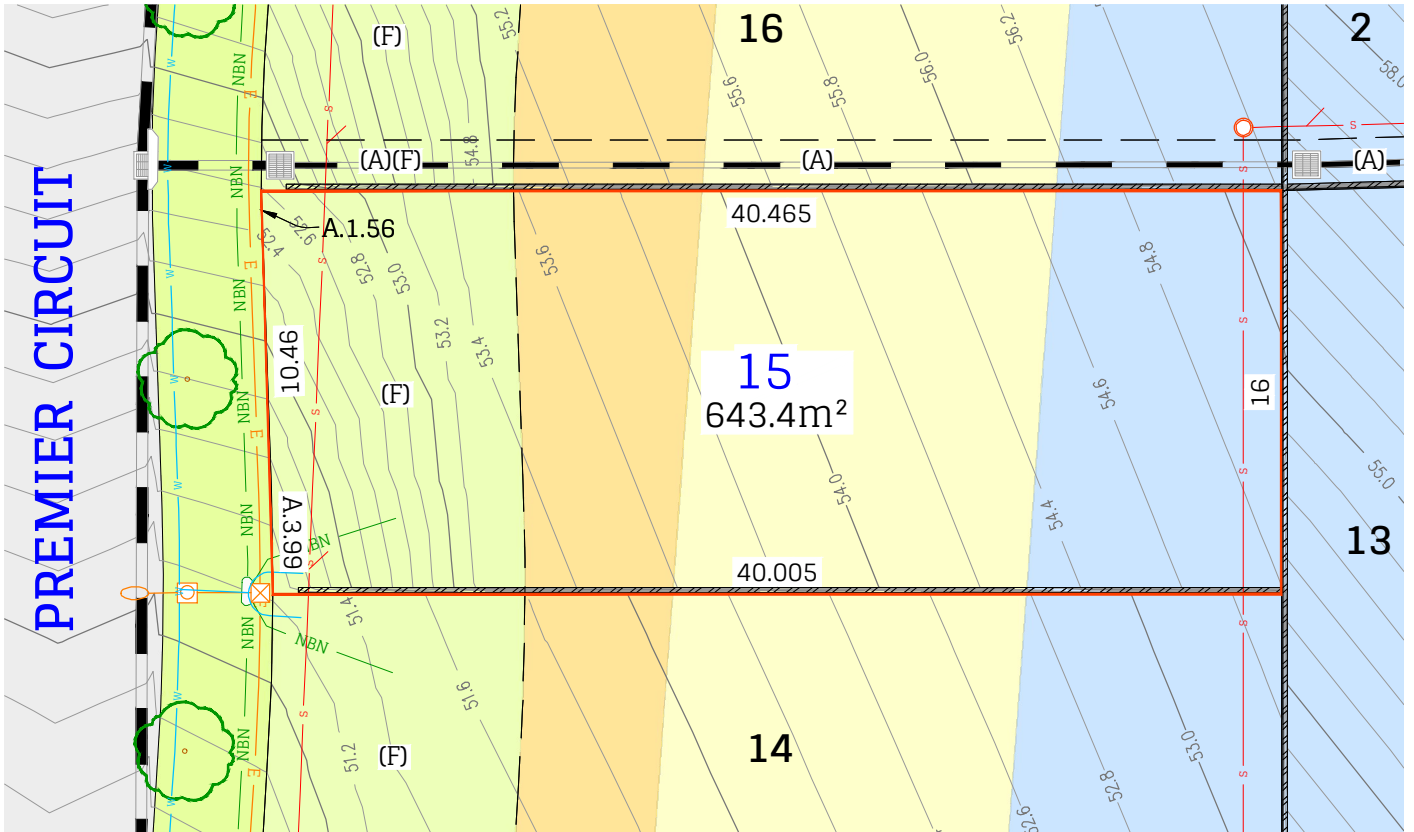 (F)
16
2
55.2
56.2
56.0
55.8
55.6
58.0
NBN
E
W
S
54.8
(A)(F)
(A)
(A)
S
S
W
NBN
PREMIER CIRCUIT
A.1.56
40.465
52.6
52.4
52.8
53.0
53.2
53.4
53.6
54.8
E
S
W
NBN
S
10.46
15
643.4m²
16
(F)
54.6
NBN
W
S
E
55.0
54.0
54.4
13
S
W
NBN
A.3.99
NBN
S
40.005
W
E
51.4
NBN
NBN
S
W
51.6
S
14
53.0
NBN
(F)
51.2
E
52.8
S
W
52.6